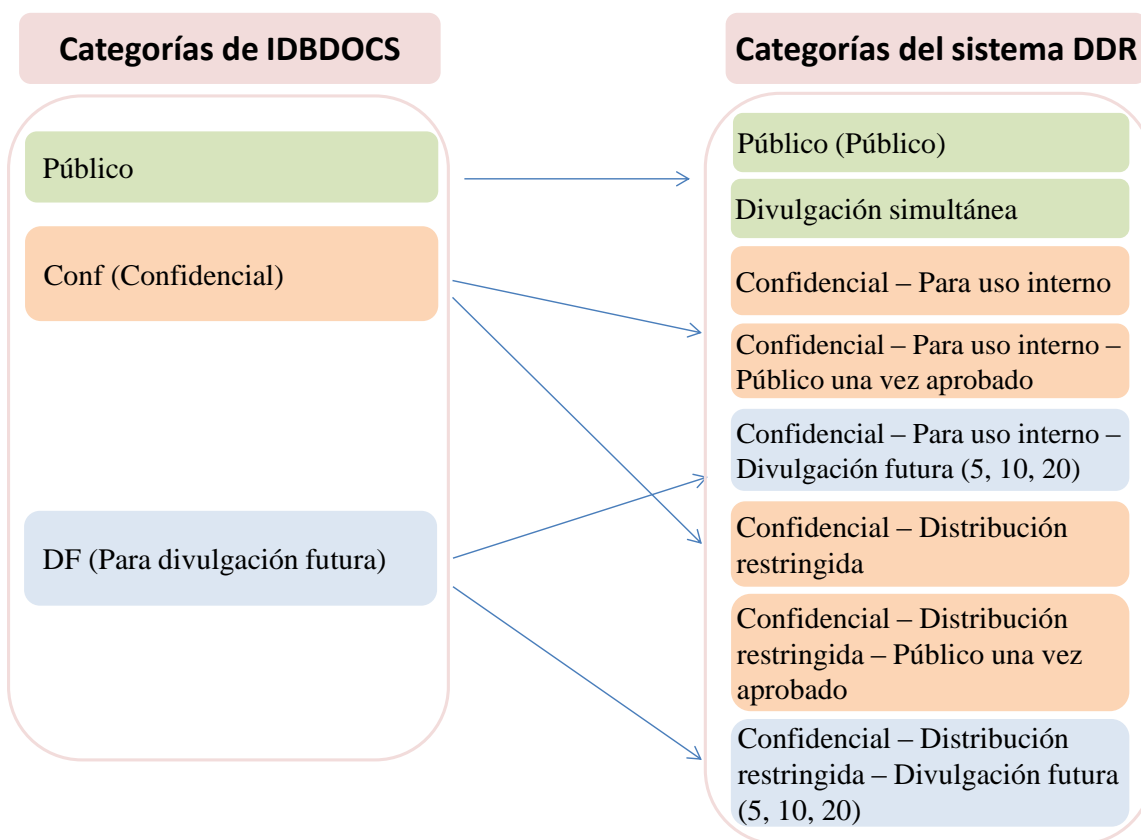 Categorías de IDBDOCS
Público
Conf (Confidencial)
DF (Para divulgación futura)
Categorías del sistema DDR
Público (Público)
Divulgación simultánea
Confidencial – Para uso interno
Confidencial – Para uso interno –
Público una vez aprobado
Confidencial – Para uso interno –
Divulgación futura (5, 10, 20)
Confidencial – Distribución
restringida
Confidencial – Distribución
restringida – Público una vez
aprobado
Confidencial – Distribución
restringida – Divulgación futura
(5, 10, 20)